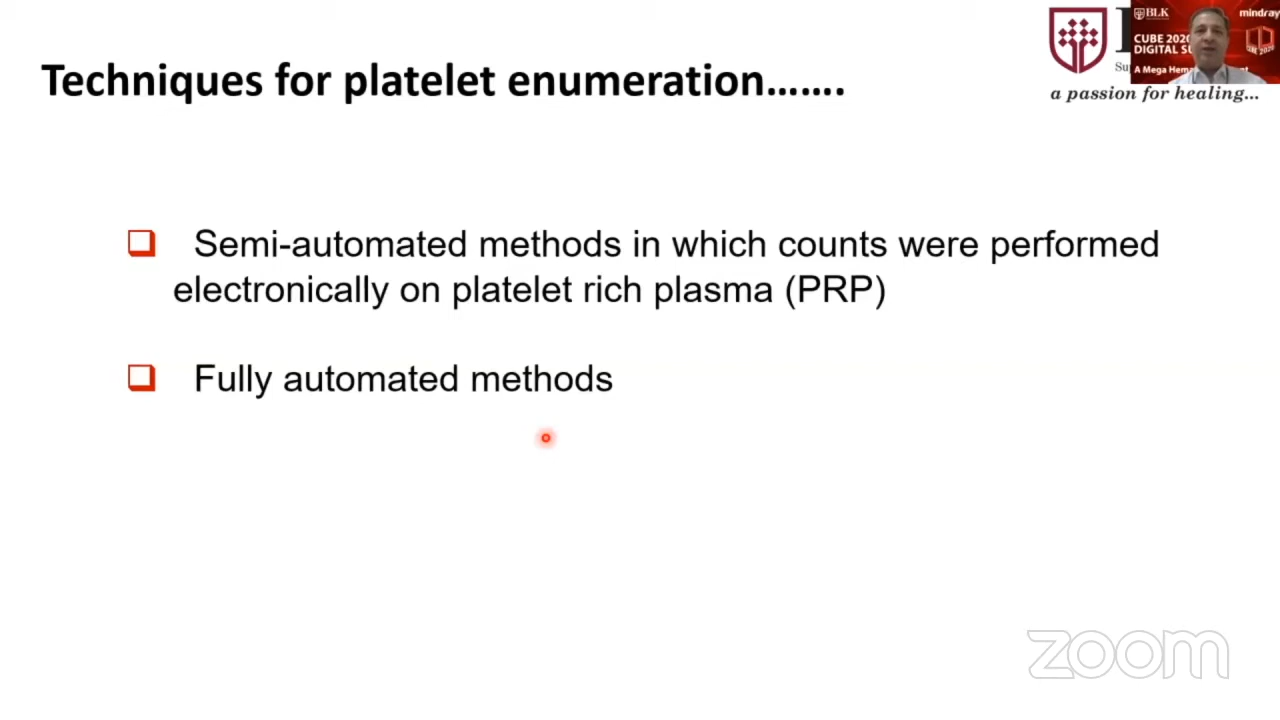 Techniques for platelet enumeration.......
BLK
mindray
CUBE 2020
DIGITAL
A Mega
a passion for healing...
Semi-automated methods in which counts were performed
electronically on platelet rich plasma (PRP)
Fully automated methods
zoom